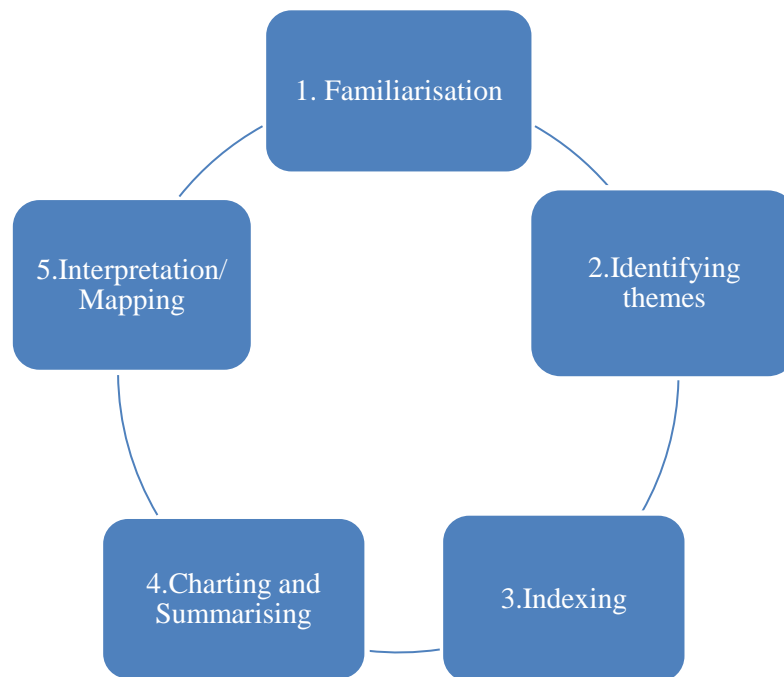 1. Familiarisation
2.Identifying
themes
3.Indexing
4.Charting and
Summarising
5.Interpretation/
Mapping